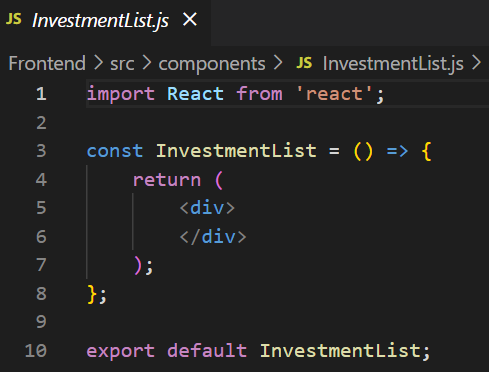 JS InvestmentList.js ×
Frontend > src > components > JS InvestmentList.js >
1 import React from 'react';
2
3 const InvestmentList = () => {
4     return (
5         <div>
6         </div>
7     );
8 };
9
10 export default InvestmentList;